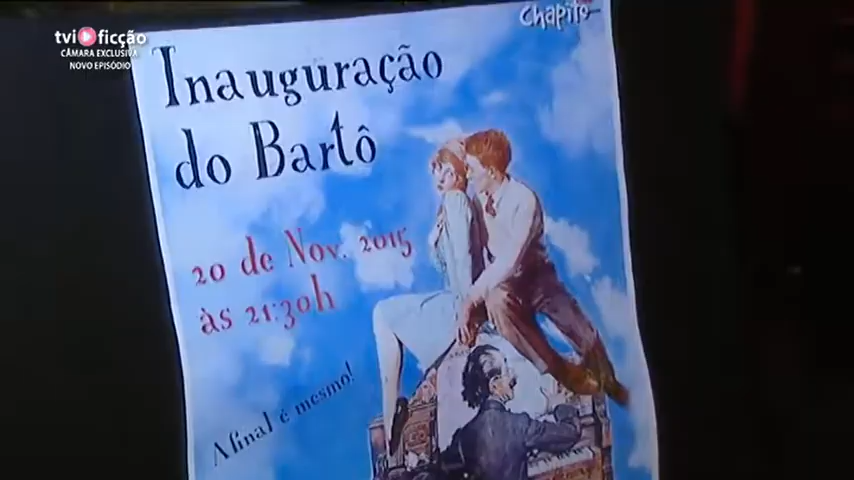 tvi ficção
CÂMARA EXCLUSIVA
NOVO EPISÓDIO
Chapitô
Inauguração
do Bartô
20 de Nov. 2015
às 21:30h
Afinal é mesmo!